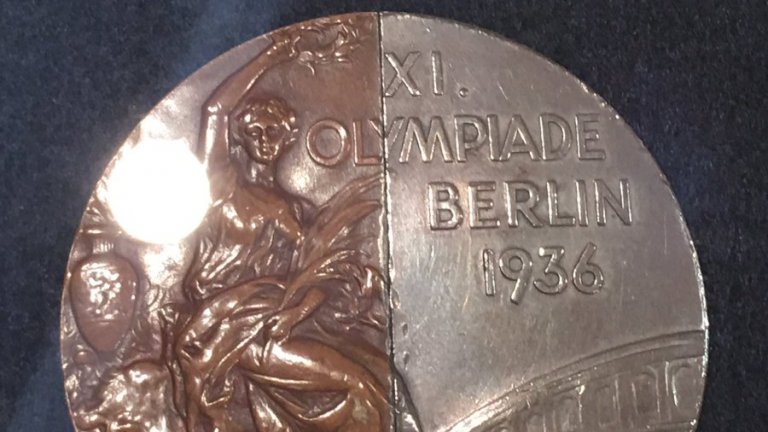 XI.
OLYMPIADE
BERLIN
1936